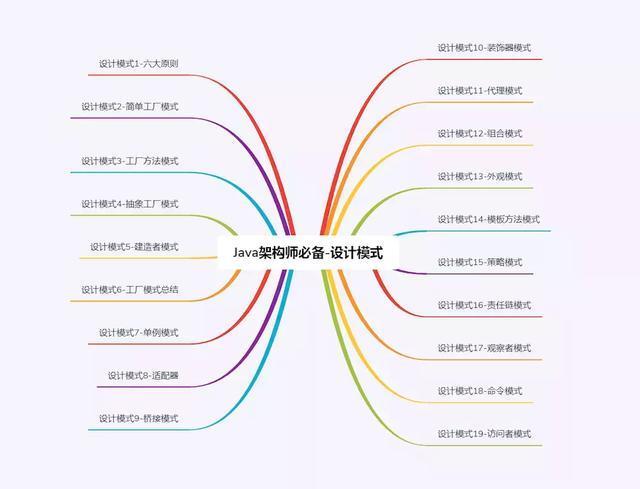 Java架构师必备-设计模式
设计模式1-六大原则
设计模式2-简单工厂模式
设计模式3-工厂方法模式
设计模式4-抽象工厂模式
设计模式5-建造者模式
设计模式6-工厂模式总结
设计模式7-单例模式
设计模式8-适配器
设计模式9-桥接模式
设计模式10-装饰器模式
设计模式11-代理模式
设计模式12-组合模式
设计模式13-外观模式
设计模式14-模板方法模式
设计模式15-策略模式
设计模式16-责任链模式
设计模式17-观察者模式
设计模式18-命令模式
设计模式19-访问者模式